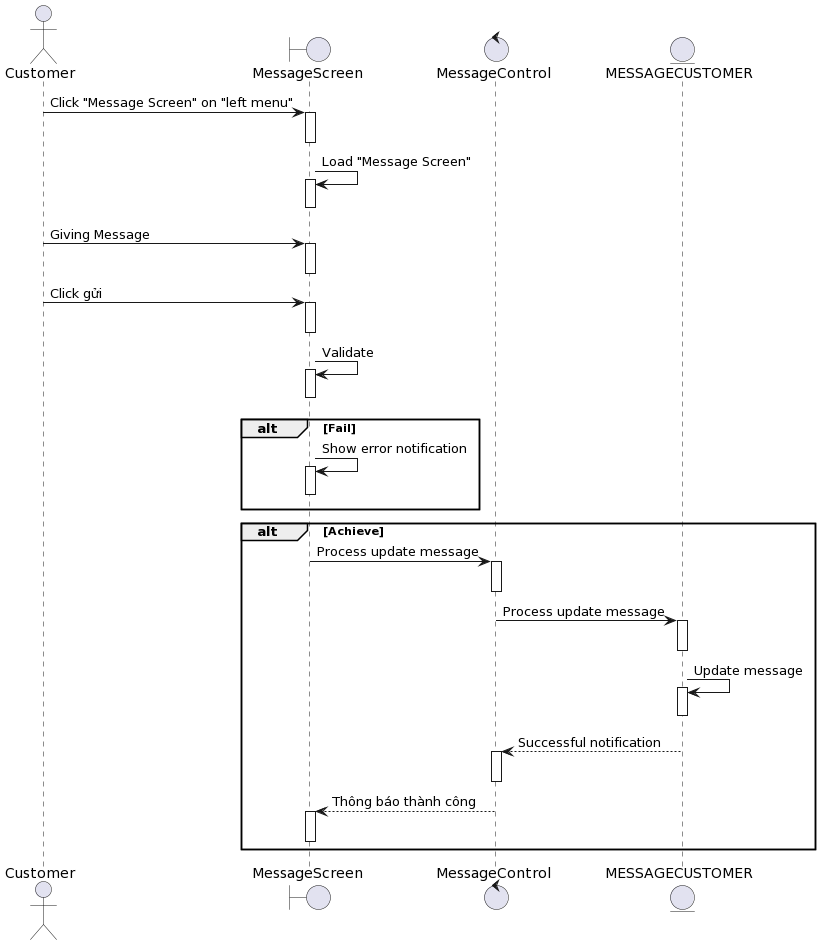 Customer
MessageScreen
MessageControl
MESSAGECUSTOMER
Click "Message Screen" on "left menu"
Load "Message Screen"
Giving Message
Click gửi
Validate
alt [Fail]
Show error notification
alt [Achieve]
Process update message
Process update message
Update message
Successful notification
Thông báo thành công
Customer
MessageScreen
MessageControl
MESSAGECUSTOMER